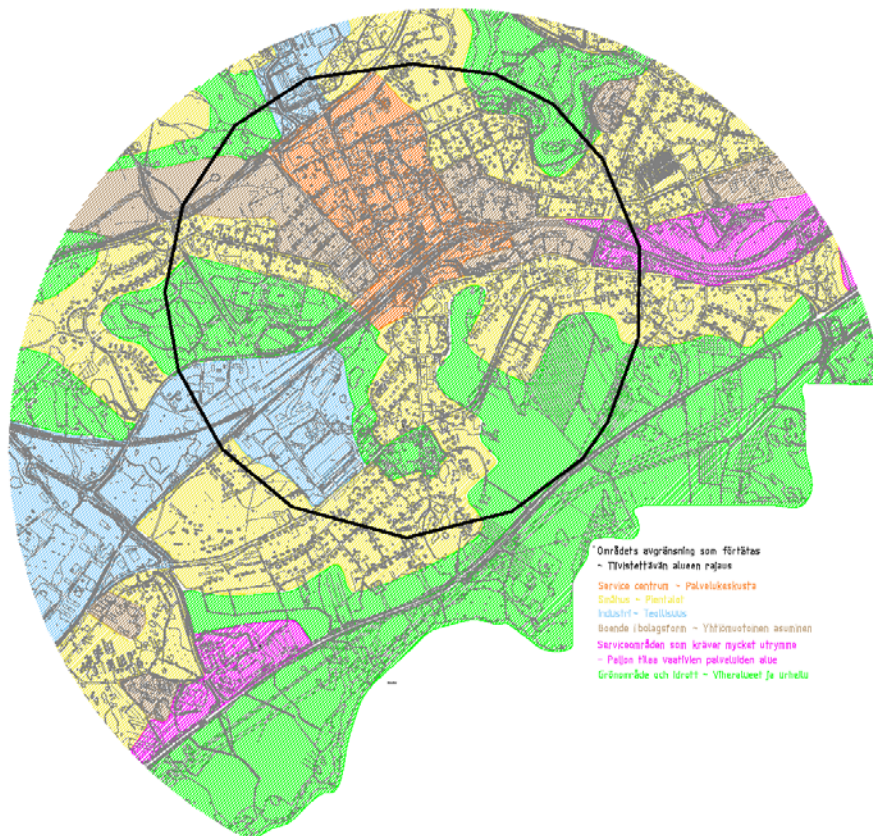 Områdets avgränsning som förtätas
- Tiivistettävän alueen rajaus
Service centrum - Palvelukeskusta
Småhus - Pientalot
Industri - Teollisuus
Boende i bolagsform - Yhtiömuotoinen asuminen
Serviceområden som kräver mycket utrymme
- Paljon tilaa vaativien palveluiden alue
Grönområde och idrott - Viheralueet ja urheilu